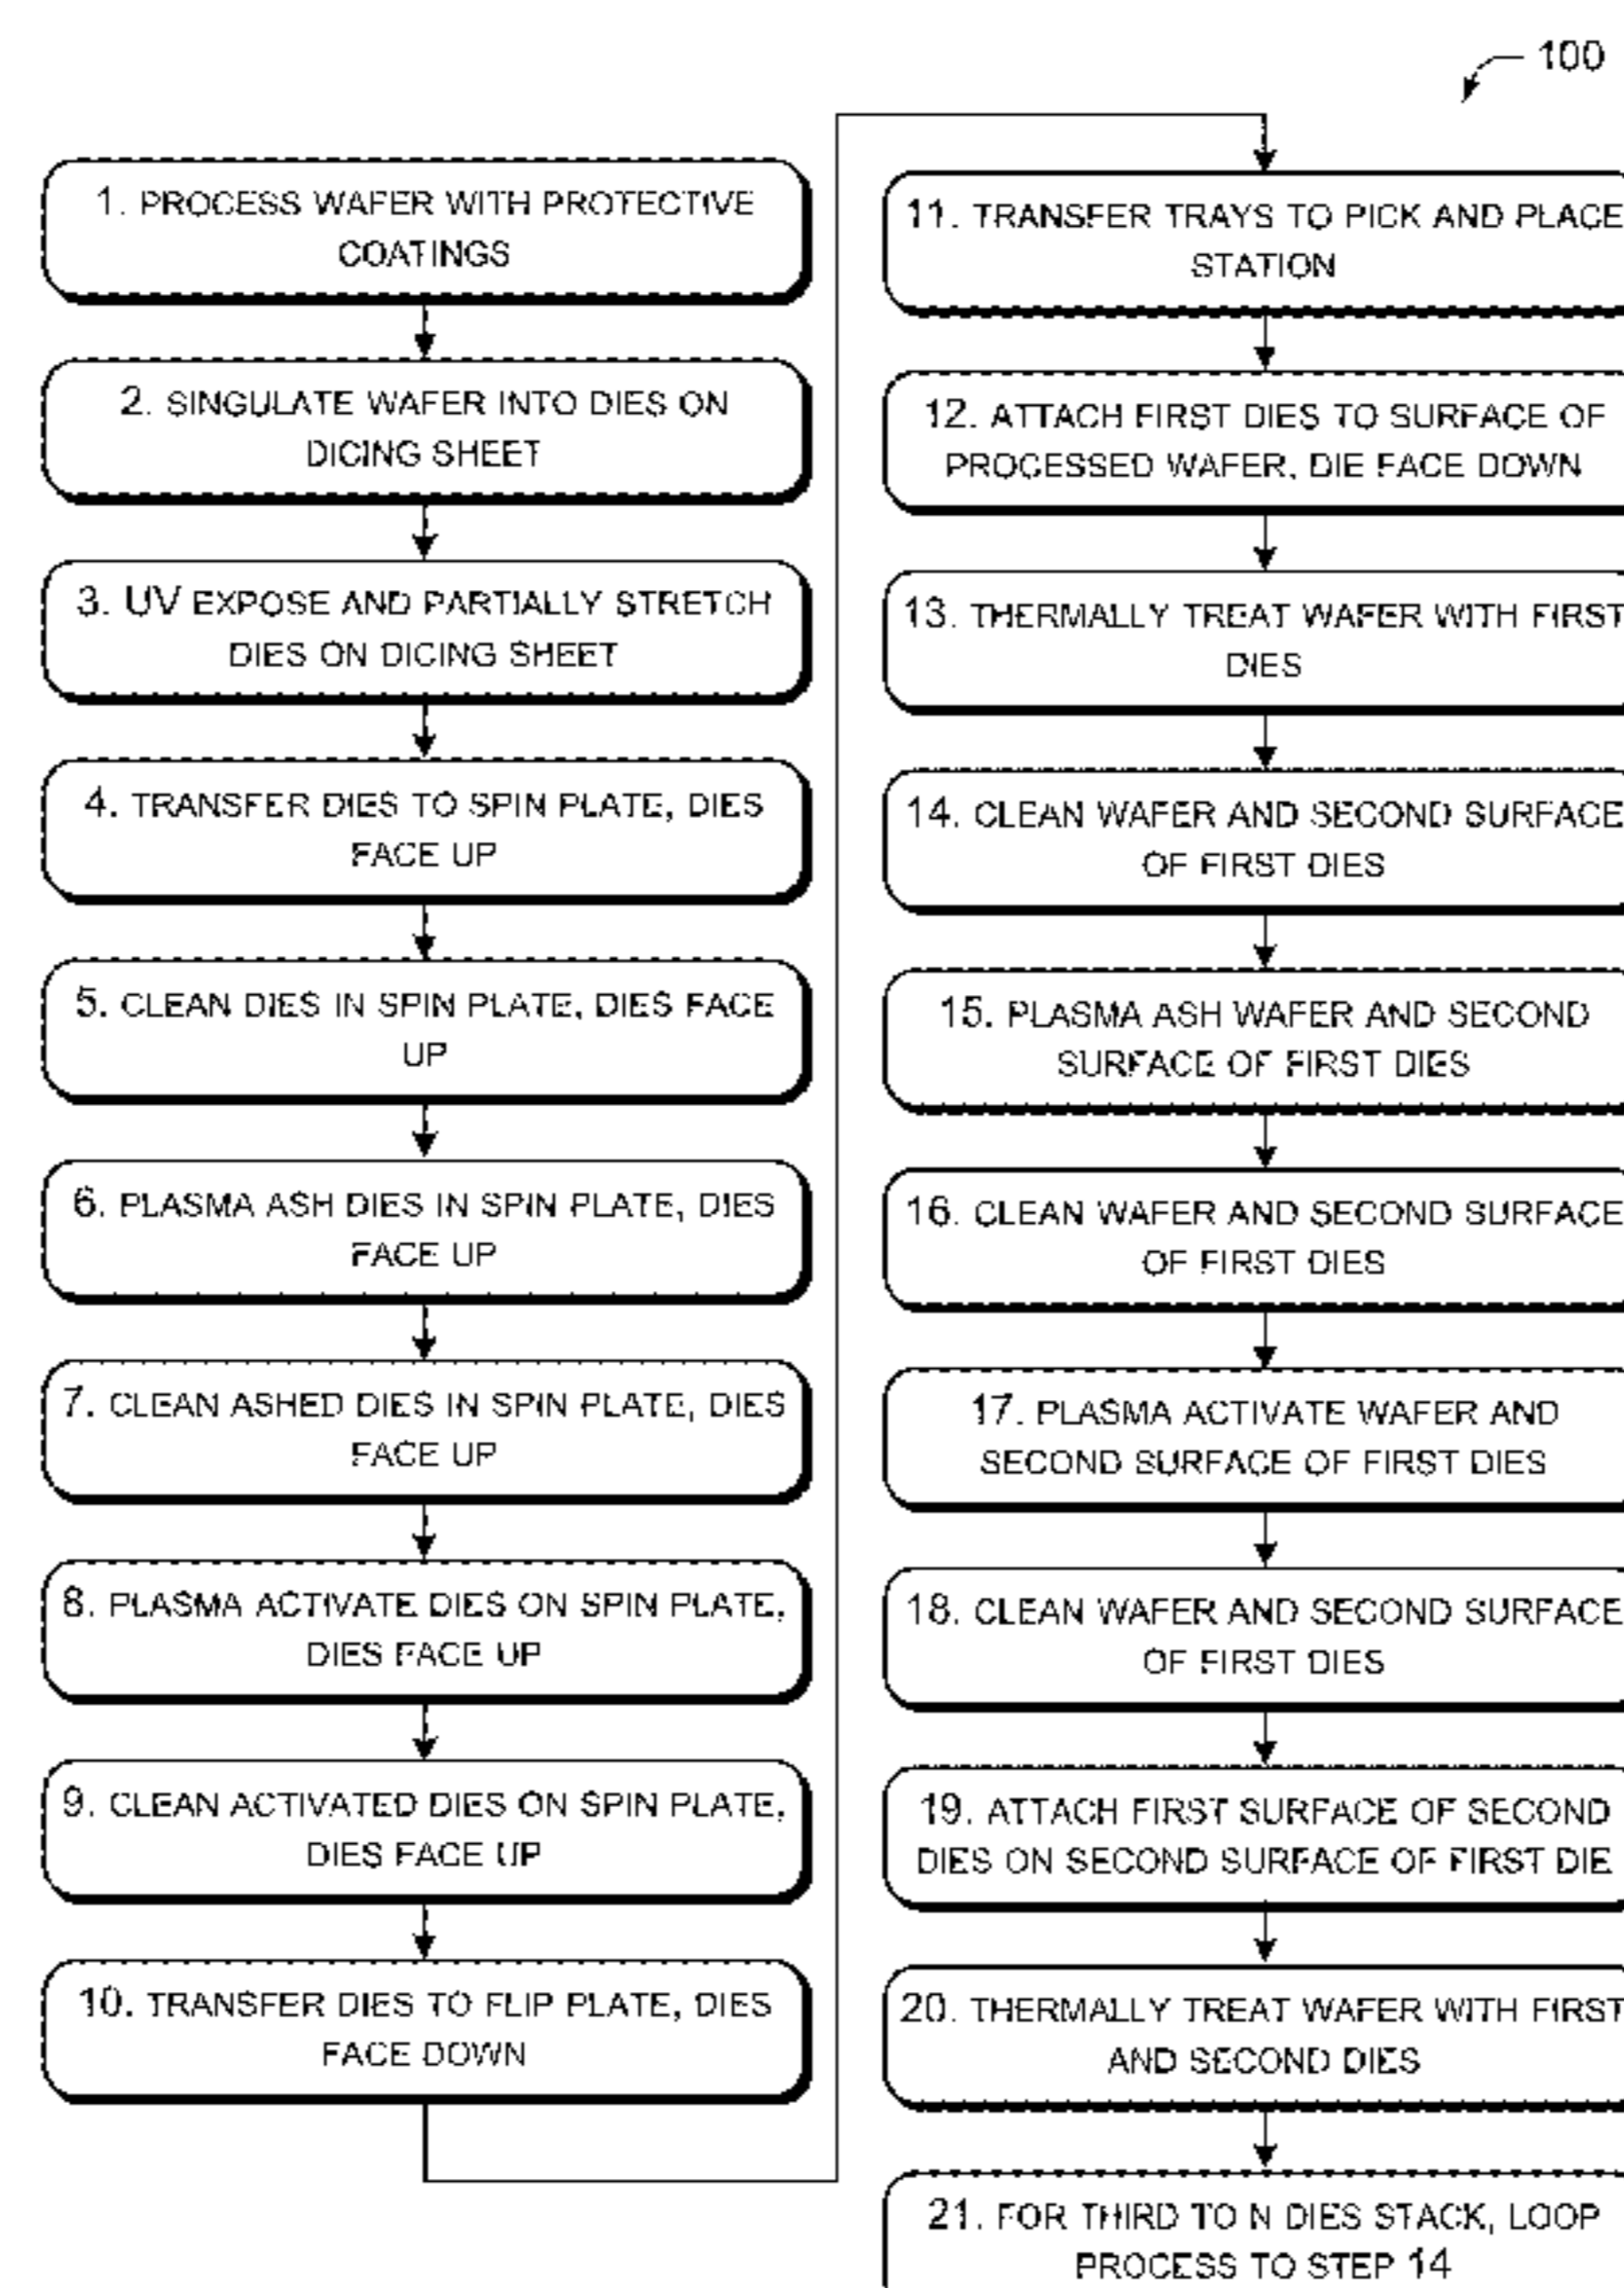 100
1. PROCESS WAFER WITH PROTECTIVE
COATINGS
2. SINGULATE WAFER INTO DIES ON
DICING SHEET
3. UV EXPOSE AND PARTIALLY STRETCH
DIES ON DICING SHEET
4. TRANSFER DIES TO SPIN PLATE, DIES
FACE UP
5. CLEAN DIES IN SPIN PLATE, DIES FACE
UP
6. PLASMA ASH DIES IN SPIN PLATE, DIES
FACE UP
7. CLEAN ASHED DIES IN SPIN PLATE, DIES
FACE UP
8. PLASMA ACTIVATE DIES ON SPIN PLATE,
DIES FACE UP
9. CLEAN ACTIVATED DIES ON SPIN PLATE,
DIES FACE UP
10. TRANSFER DIES TO FLIP PLATE, DIES
FACE DOWN
11. TRANSFER TRAYS TO PICK AND PLACE
STATION
12. ATTACH FIRST DIES TO SURFACE OF
PROCESSED WAFER, DIE FACE DOWN
13. THERMALLY TREAT WAFER WITH FIRST
DIES
14. CLEAN WAFER AND SECOND SURFACE
OF FIRST DIES
15. PLASMA ASH WAFER AND SECOND
SURFACE OF FIRST DIES
16. CLEAN WAFER AND SECOND SURFACE
OF FIRST DIES
17. PLASMA ACTIVATE WAFER AND
SECOND SURFACE OF FIRST DIES
18. CLEAN WAFER AND SECOND SURFACE
OF FIRST DIES
19. ATTACH FIRST SURFACE OF SECOND
DIES ON SECOND SURFACE OF FIRST DIE
20. THERMALLY TREAT WAFER WITH FIRST
AND SECOND DIES
21. FOR THIRD TO N DIES STACK, LOOP
PROCESS TO STEP 14